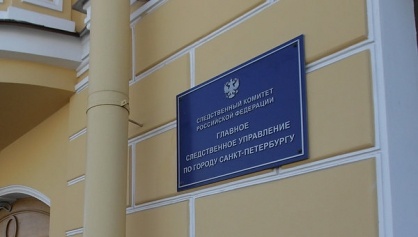 СЛЕДСТВЕННЫЙ КОМИТЕТ
РОССИЙСКОЙ ФЕДЕРАЦИИ
ГЛАВНОЕ
СЛЕДСТВЕННОЕ УПРАВЛЕНИЕ
ПО ГОРОДУ САНКТ-ПЕТЕРБУРГУ